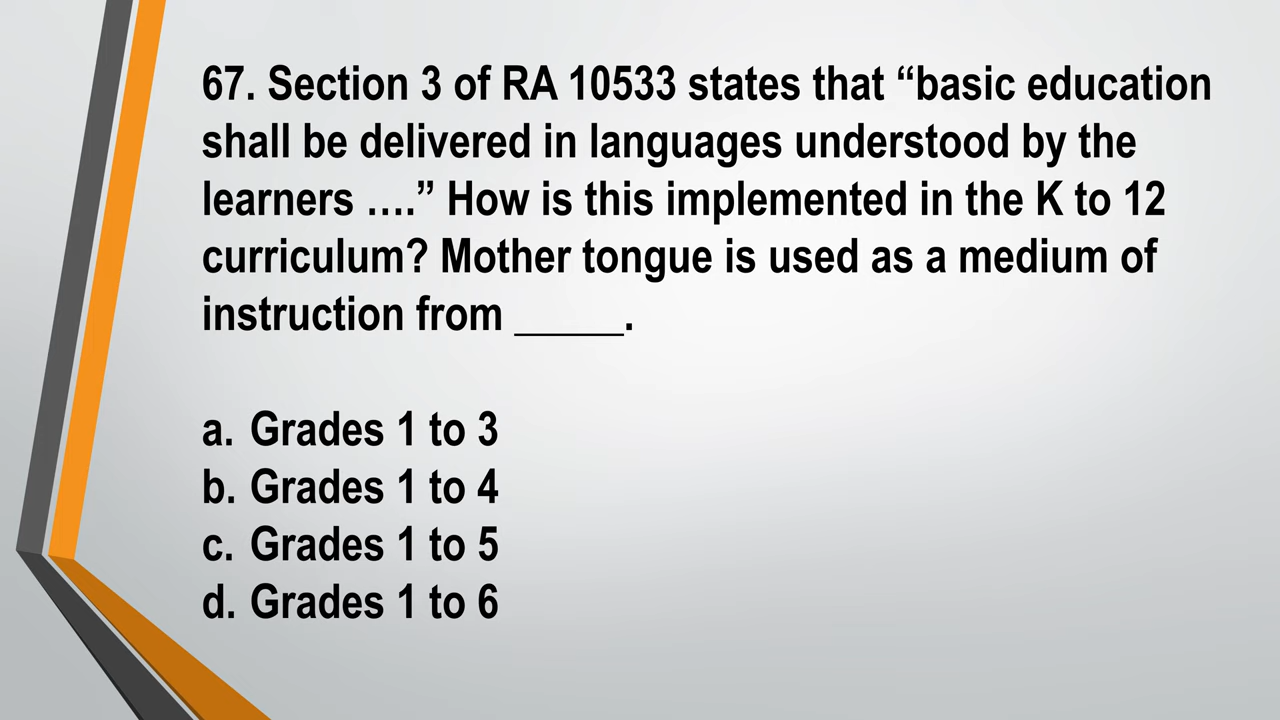 67. Section 3 of RA 10533 states that “basic education
shall be delivered in languages understood by the
learners ….” How is this implemented in the K to 12
curriculum? Mother tongue is used as a medium of
instruction from _____.
a. Grades 1 to 3
b. Grades 1 to 4
c. Grades 1 to 5
d. Grades 1 to 6